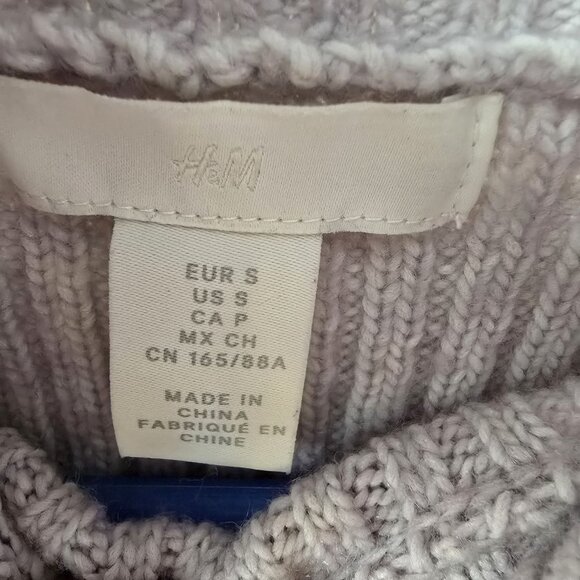 H&M
EUR S
US S
CA P
MX CH
CN 165/88A
MADE IN
CHINA
FABRIQUÉ EN
CHINE